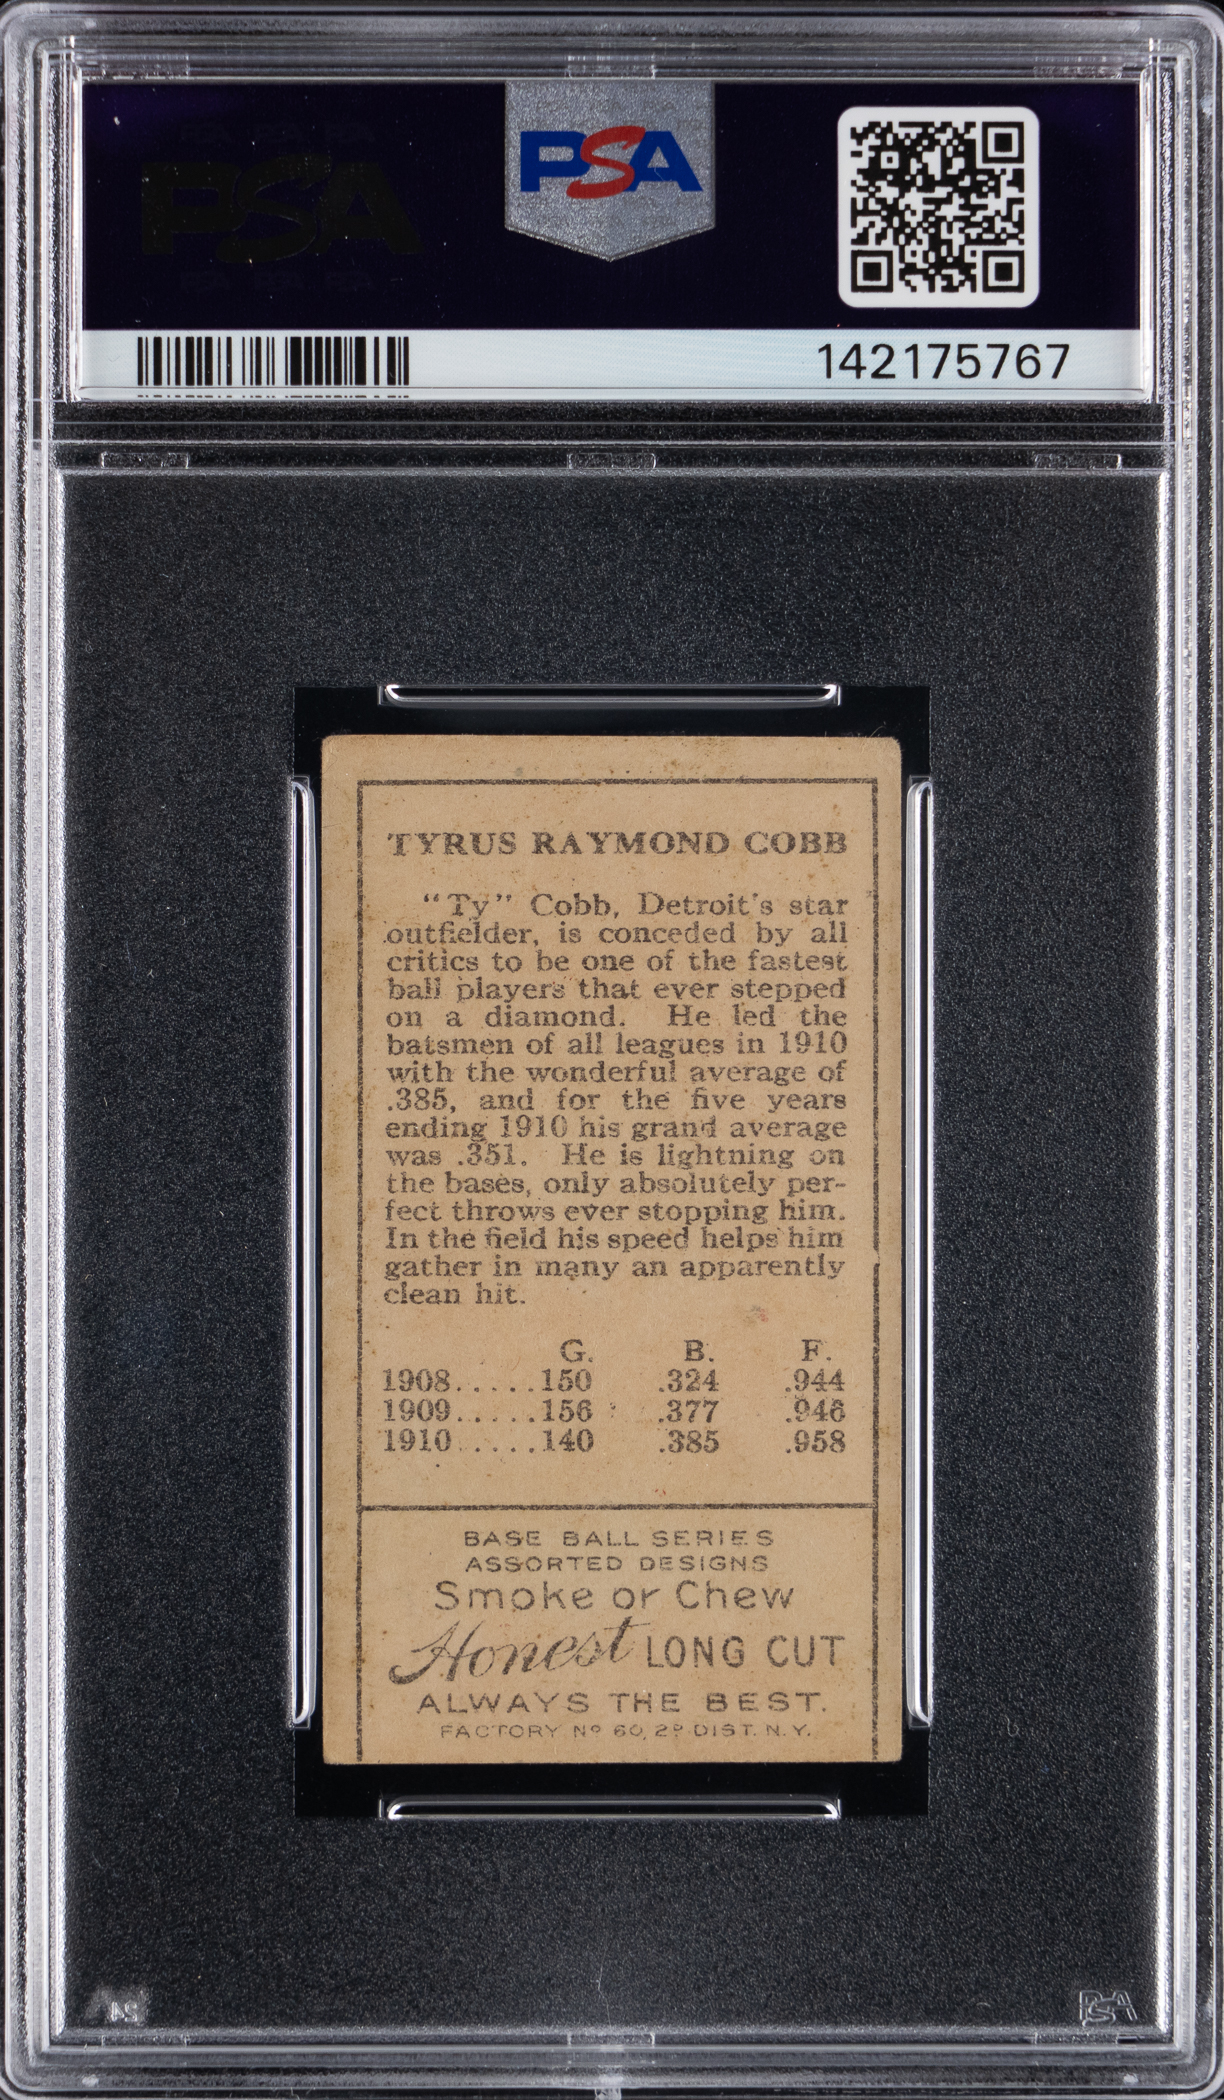 PSA
PSA
142175767
TYRUS RAYMOND COBB
"Ty" Cobb, Detroit's star
outfielder, is conceded by all
critics to be one of the fastest
ball players that ever stepped
on a diamond. He led the
batsmen of all leagues in 1910
with the wonderful average of
.385, and for the five years
ending 1910 his grand average
was .351. He is lightning on
the bases, only absolutely per-
fect throws ever stopping him.
In the field his speed helps him
gather in many an apparently
clean hit.
G. B. F.
1908.....150 .324 .944
1909.....156 .377 .946
1910.....140 .385 .958
BASE BALL SERIES
ASSORTED DESIGNS
Smoke or Chew
Honest LONG CUT
ALWAYS THE BEST.
FACTORY Nº 60, 2D DIST. N.Y.
PSA